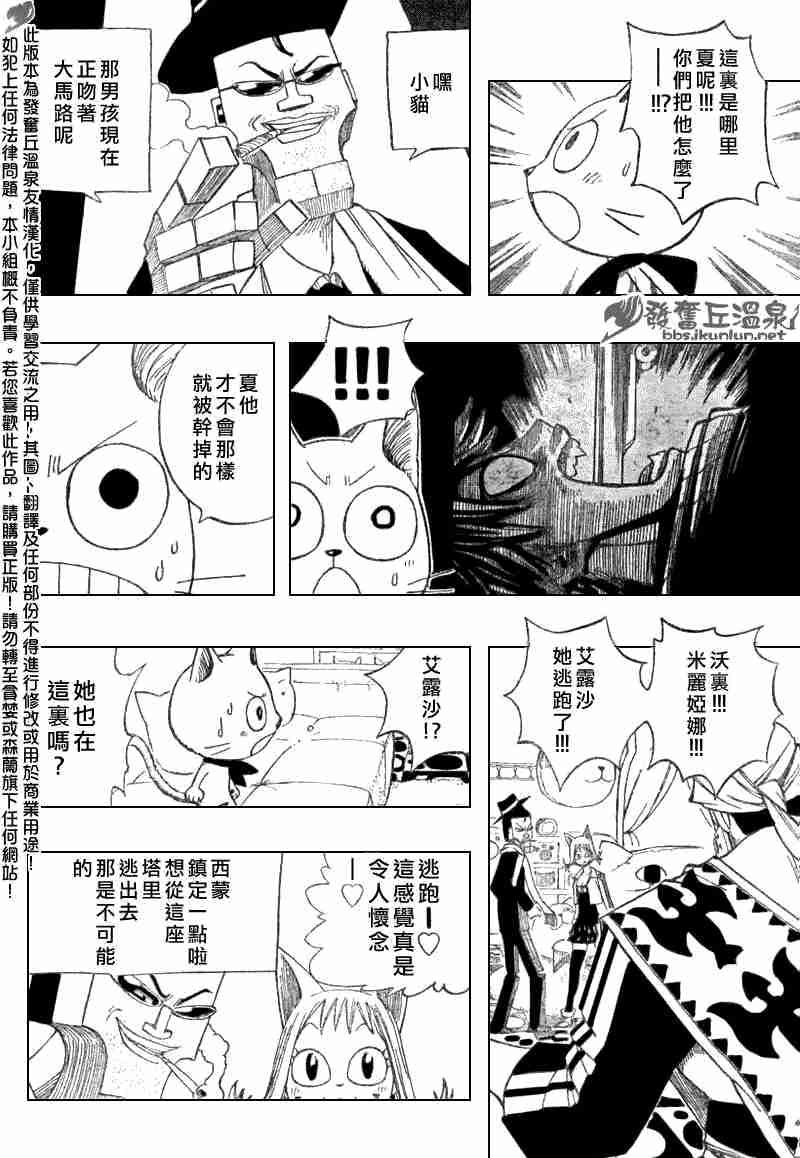 這裏是哪里
夏呢!!!
你們把他怎麼了
—!!!?
嘿
小貓
那男孩現在
正吻著
大馬路呢
發奮丘溫泉
bbs.ikunlun.net
!!!
夏他
才不會那樣
就被幹掉的
沃裏!!!
米麗婭娜!!!
艾露沙
她逃跑了!!!
艾露沙!?
她也在
這裏嗎?
逃跑ー♡
這感覺真是
令人懷念
ー♡
西蒙
鎮定一點啦
想從這座
塔里
逃出去
那是不可能
的
此版本為發奮丘溫泉友情漢化。僅供學習交流之用!其圖、翻譯及任何部份不得進行修改或用於商業用途!
如犯上任何法律問題,本小組概不負責。若您喜歡此作品,請購買正版!請勿轉至貪婪或森蘭旗下任何網站!